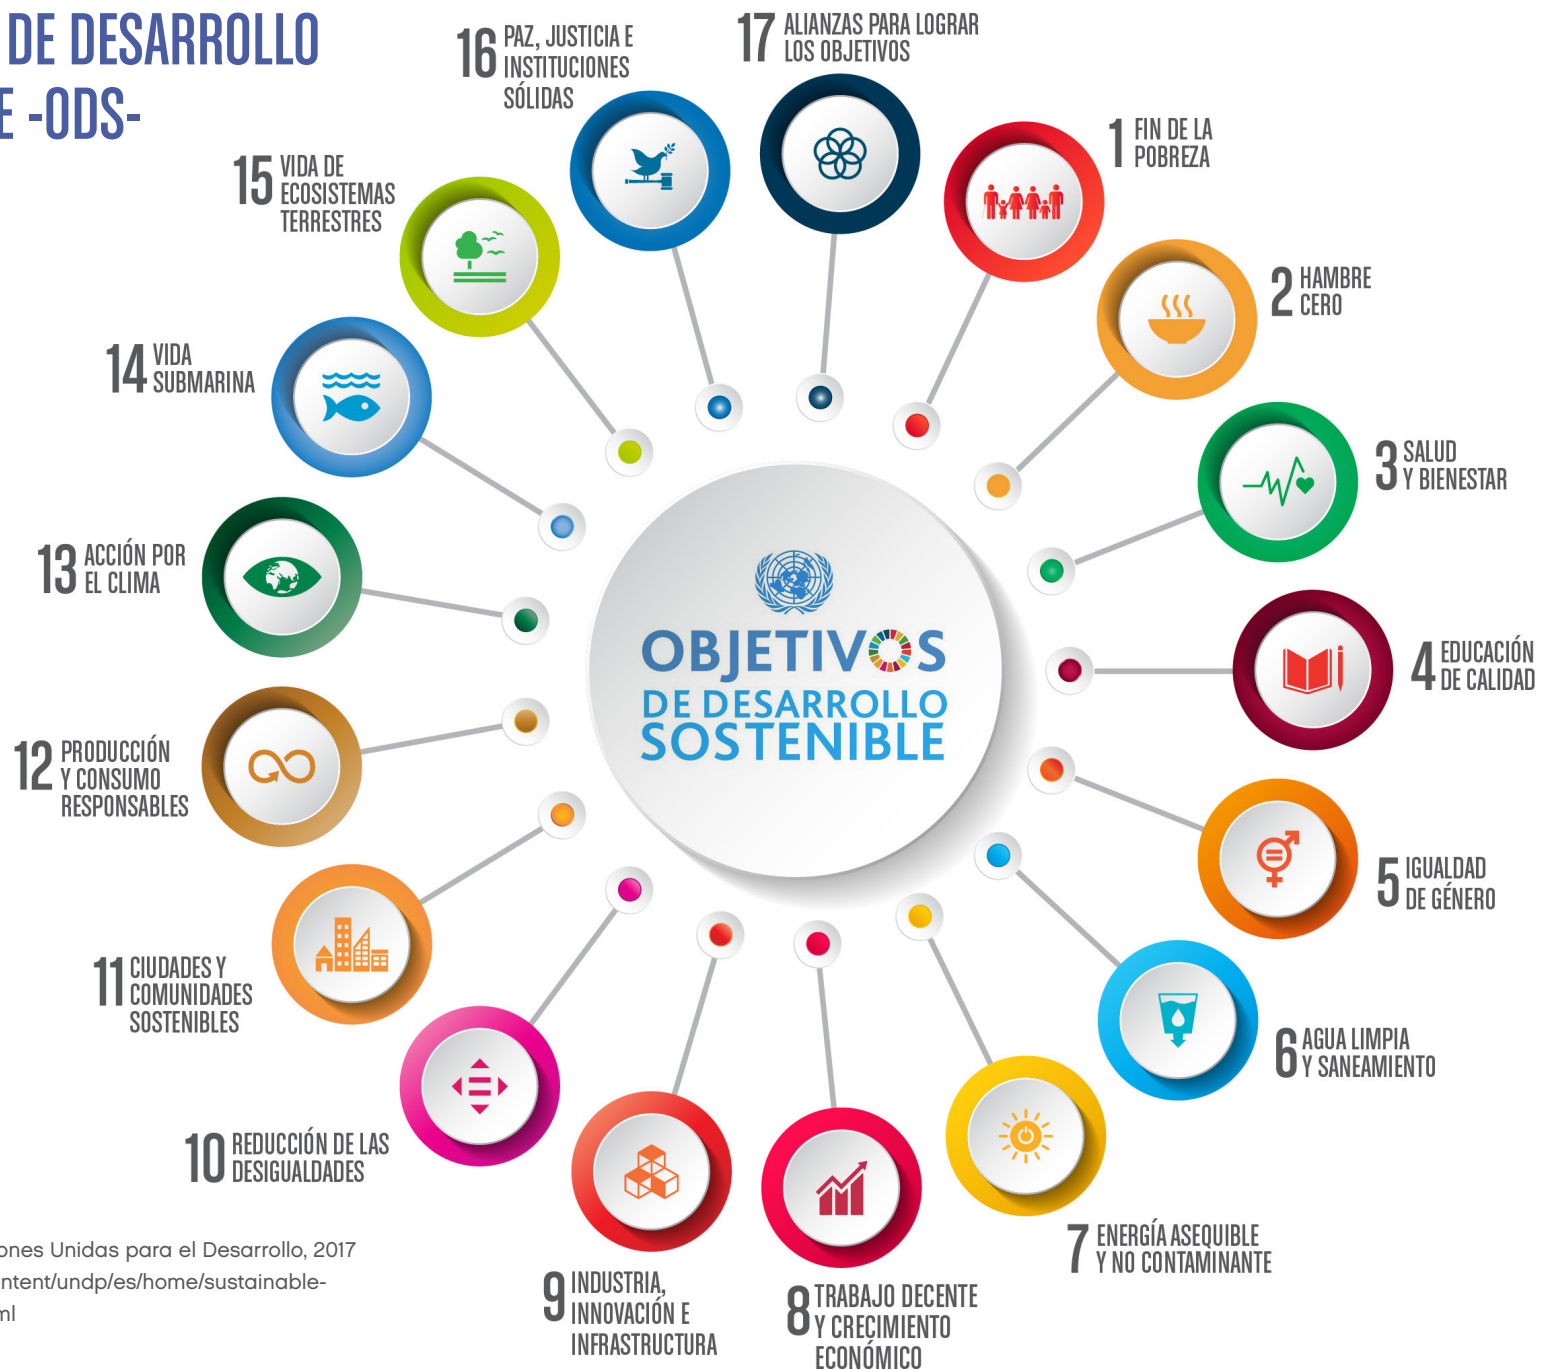 DE DESARROLLO
E -ODS-
16 PAZ, JUSTICIA E
INSTITUCIONES
SÓLIDAS
17 ALIANZAS PARA LOGRAR
LOS OBJETIVOS
1 FIN DE LA
POBREZA
2 HAMBRE
CERO
3 SALUD
Y BIENESTAR
4 EDUCACIÓN
DE CALIDAD
5 IGUALDAD
DE GÉNERO
6 AGUA LIMPIA
Y SANEAMIENTO
7 ENERGÍA ASEQUIBLE
Y NO CONTAMINANTE
8 TRABAJO DECENTE
Y CRECIMIENTO
ECONÓMICO
9 INDUSTRIA,
INNOVACIÓN E
INFRASTRUCTURA
10 REDUCCIÓN DE LAS
DESIGUALDADES
11 CIUDADES Y
COMUNIDADES
SOSTENIBLES
12 PRODUCCIÓN
Y CONSUMO
RESPONSABLES
13 ACCIÓN POR
EL CLIMA
14 VIDA
SUBMARINA
15 VIDA DE
ECOSISTEMAS
TERRESTRES
OBJETIVOS
DE DESARROLLO
SOSTENIBLE
ones Unidas para el Desarrollo, 2017
ntent/undp/es/home/sustainable-
ml